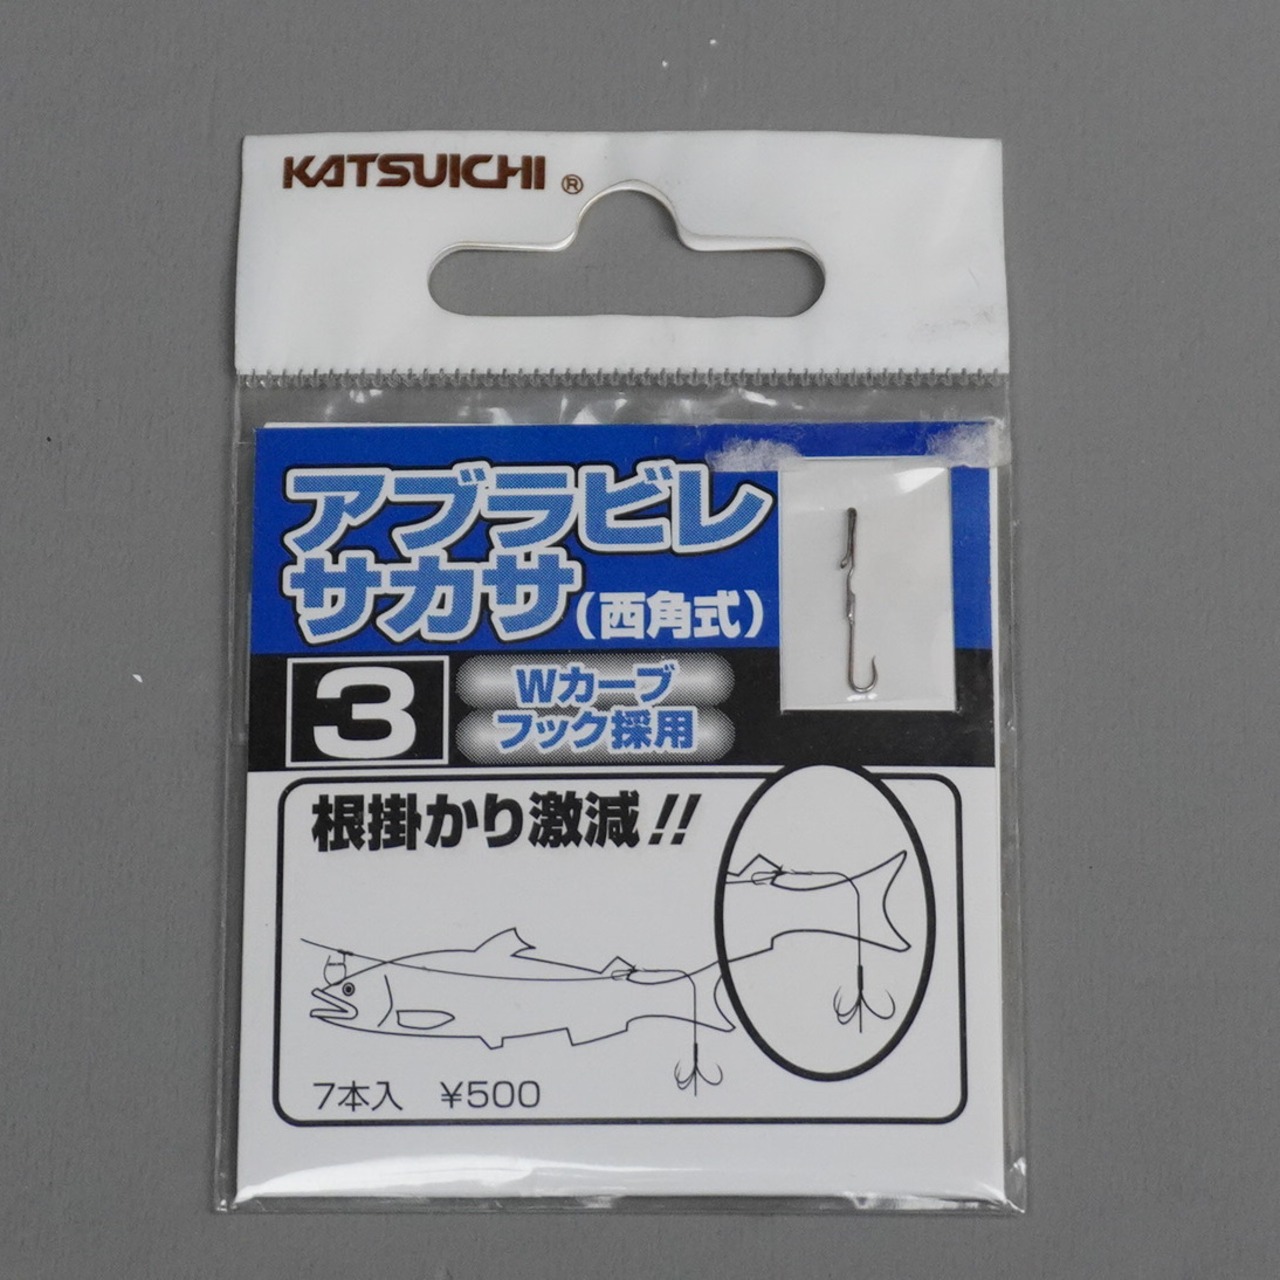 KATSUICHI®
アブラビレ
サカサ(西角式)
3
Wカーブ
フック採用
根掛かり激減!!
7本入 ¥500